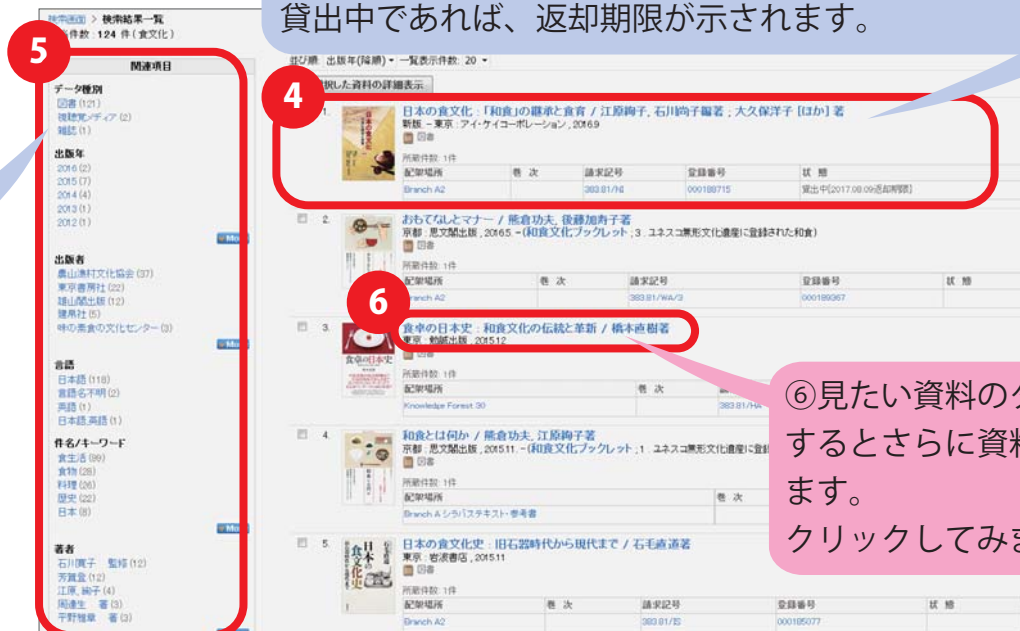 貸出中であれば、返却期限が示されます。
検索画面 > 検索結果一覧
件数: 124 件(食文化)
5
関連項目
データ種別
図書(121)
視聴覚メディア(2)
雑誌(1)
出版年
2016(2)
2015(7)
2014(4)
2013(1)
2012(1)
出版者
農山漁村文化協会(37)
東京書房社(22)
雄山閣出版(12)
建帛社(5)
味の素食の文化センター(3)
言語
日本語(118)
言語名不明(2)
英語(1)
日本語,英語(1)
件名/キーワード
食生活(99)
食物(28)
料理(26)
歴史(22)
日本(8)
著者
石川寛子 監修(12)
芳賀登(12)
江原, 絢子(4)
周達生 著(3)
平野雅章 著(3)
並び順: 出版年(降順) 一覧表示件数: 20
択した資料の詳細表示
4
1.
日本の食文化 : 「和食」の継承と食育 / 江原絢子, 石川尚子編著 ; 大久保洋子 [ほか] 著
新版. - 東京 : アイ・ケイコーポレーション , 2016.9
図書
所蔵件数: 1件
配架場所 巻 次 請求記号 登録番号 状 態
Branch A2 383.81/NI 000188715 貸出中[2017.08.09返却期限]
2.
おもてなしとマナー / 熊倉功夫, 後藤加寿子著
京都 : 思文閣出版 , 2016.5. - (和食文化ブックレット ; 3 . ユネスコ無形文化遺産に登録された和食)
図書
所蔵件数: 1件
配架場所 巻 次 請求記号 登録番号 状 態
Branch A2 383.81/WA/3 000189367
6
3.
食卓の日本史 : 和食文化の伝統と革新 / 橋本直樹著
東京 : 勉誠出版 , 2015.12
図書
所蔵件数: 1件
配架場所 巻 次
Knowledge Forest 30 383.81/HA
4.
和食とは何か / 熊倉功夫, 江原絢子著
京都 : 思文閣出版 , 2015.11. - (和食文化ブックレット ; 1 . ユネスコ無形文化遺産に登録
図書
所蔵件数: 1件
配架場所 巻 次
Branch A シラバステキスト・参考書
5.
日本の食文化史 : 旧石器時代から現代まで / 石毛直道著
東京 : 岩波書店 , 2015.11
図書
所蔵件数: 1件
配架場所 巻 次 請求記号 登録番号 状 態
Branch A2 383.81/IS 000185077
⑥見たい資料の
するとさらに資
ます。
クリックしてみ